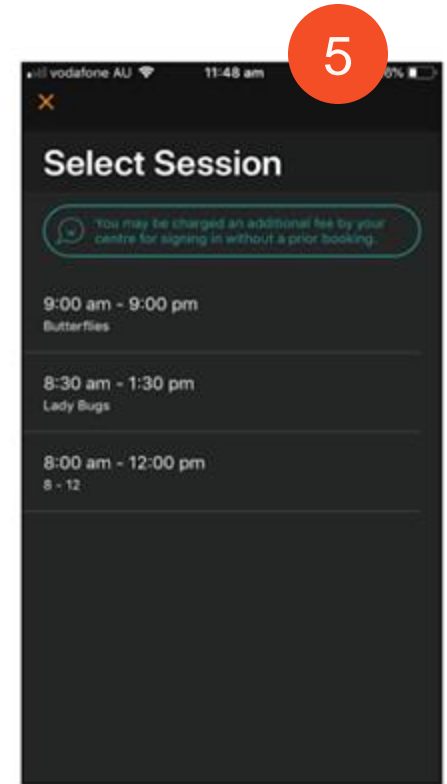 5
vodafone AU 11:48 am 6%
Select Session
You may be charged an additional fee by your
centre for signing in without a prior booking.
9:00 am - 9:00 pm
Butterflies
8:30 am - 1:30 pm
Lady Bugs
8:00 am - 12:00 pm
8 - 12